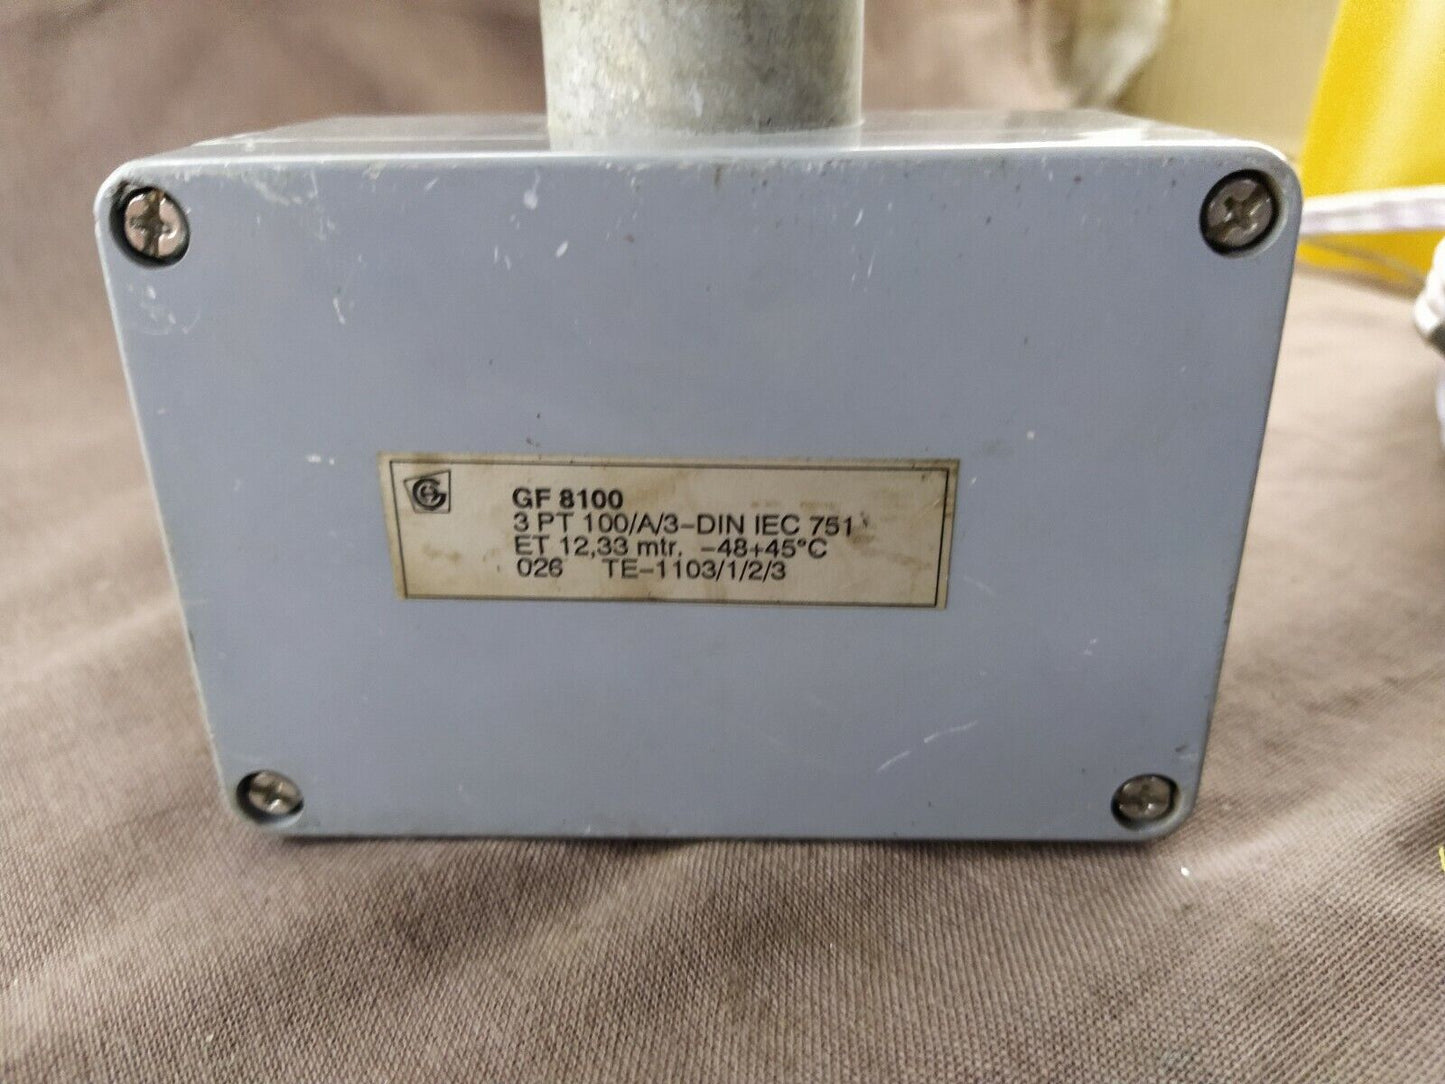 GF 8100
3 PT 100/A/3-DIN IEC 751
ET 12,33 mtr. -48+45°C
026 TE-1103/1/2/3